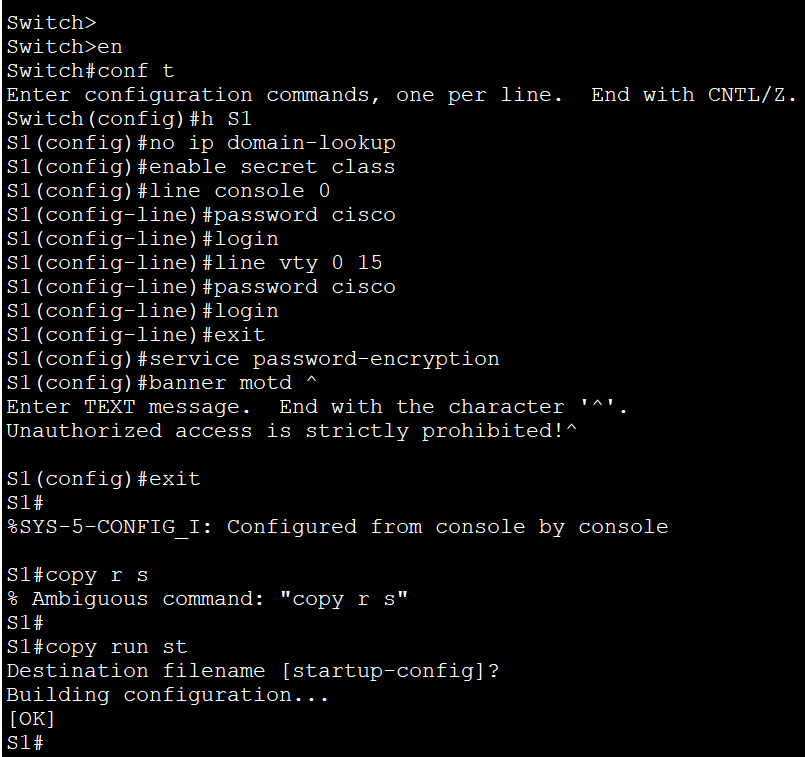 Switch>
Switch>en
Switch#conf t
Enter configuration commands, one per line.  End with CNTL/Z.
Switch(config)#h S1
S1(config)#no ip domain-lookup
S1(config)#enable secret class
S1(config)#line console 0
S1(config-line)#password cisco
S1(config-line)#login
S1(config-line)#line vty 0 15
S1(config-line)#password cisco
S1(config-line)#login
S1(config-line)#exit
S1(config)#service password-encryption
S1(config)#banner motd ^
Enter TEXT message.  End with the character '^'.
Unauthorized access is strictly prohibited!^

S1(config)#exit
S1#
%SYS-5-CONFIG_I: Configured from console by console

S1#copy r s
% Ambiguous command: "copy r s"
S1#
S1#copy run st
Destination filename [startup-config]?
Building configuration...
[OK]
S1#